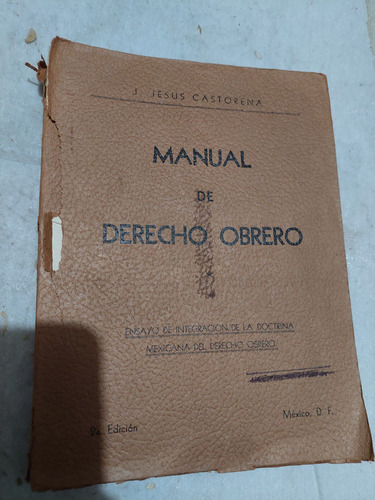 J. JESUS CASTORENA
MANUAL
DE
DERECHO OBRERO
ENSAYO DE INTEGRACION DE LA DOCTRINA
MEXICANA DEL DERECHO OBRERO.
Edición
México, D. F.